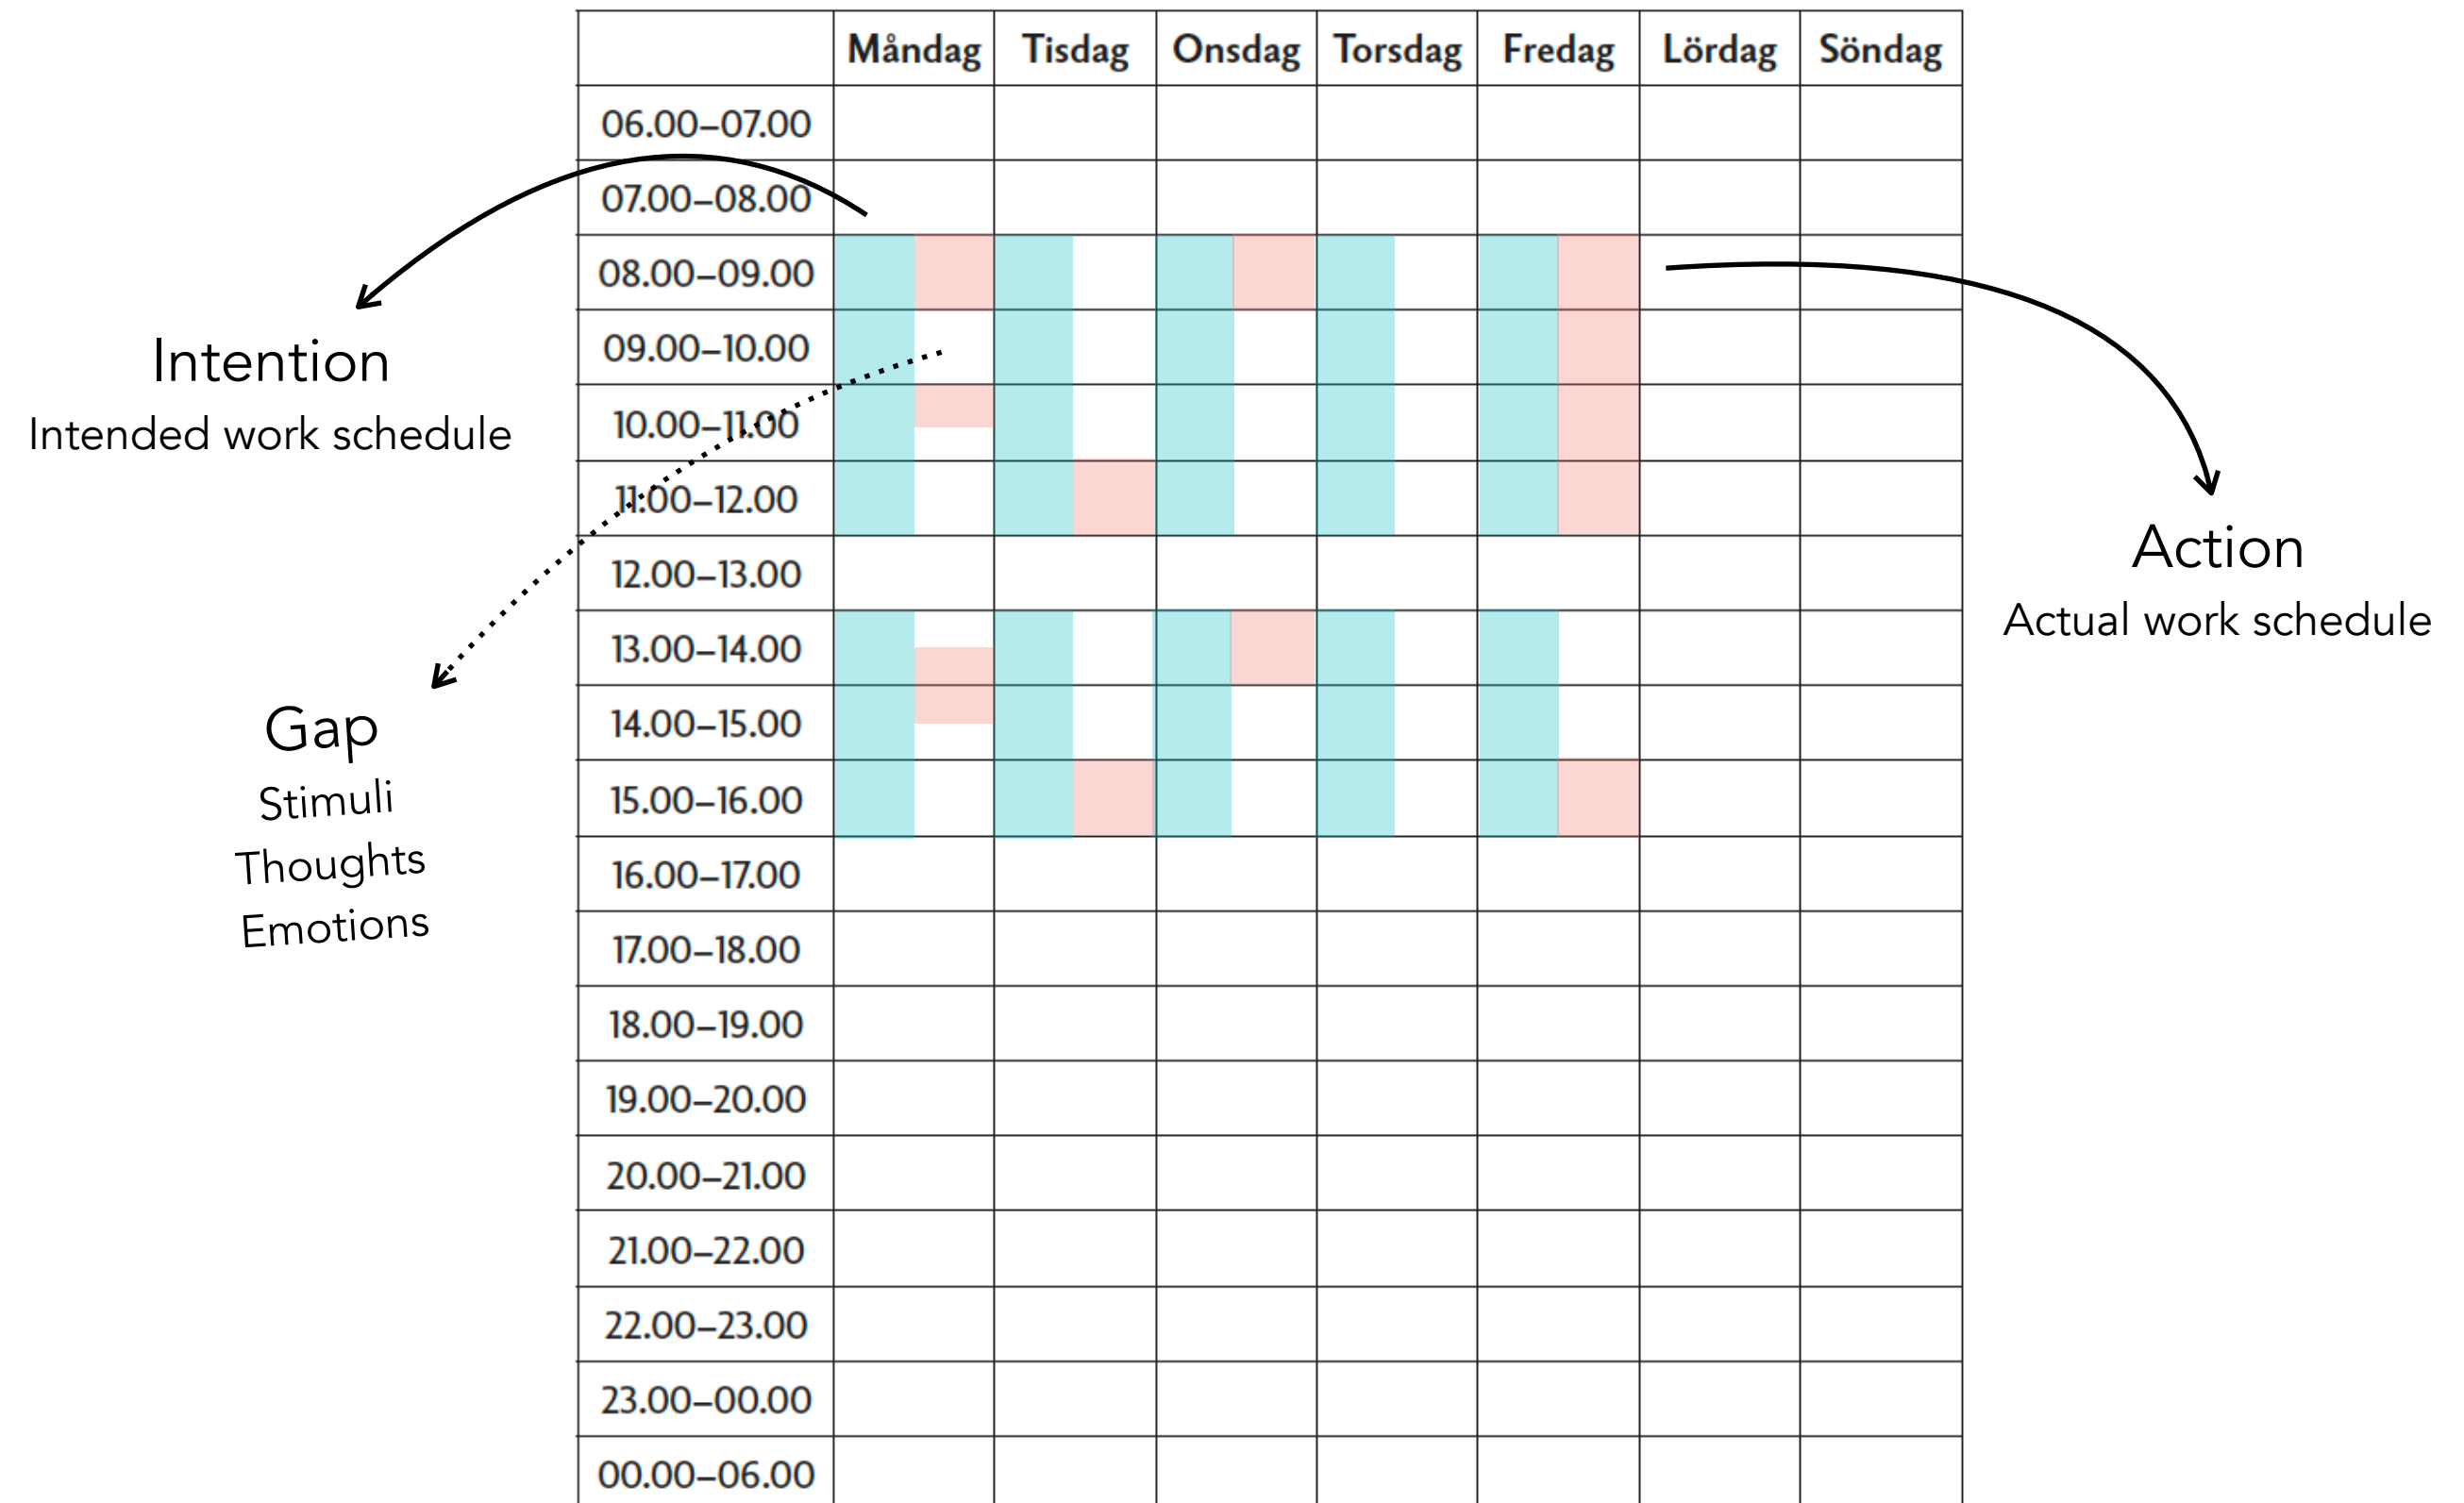 Måndag Tisdag Onsdag Torsdag Fredag Lördag Söndag
06.00–07.00
07.00–08.00
08.00–09.00
09.00–10.00
10.00–11.00
11.00–12.00
12.00–13.00
13.00–14.00
14.00–15.00
15.00–16.00
16.00–17.00
17.00–18.00
18.00–19.00
19.00–20.00
20.00–21.00
21.00–22.00
22.00–23.00
23.00–00.00
00.00–06.00
Intention
Intended work schedule
Gap
Stimuli
Thoughts
Emotions
Action
Actual work schedule